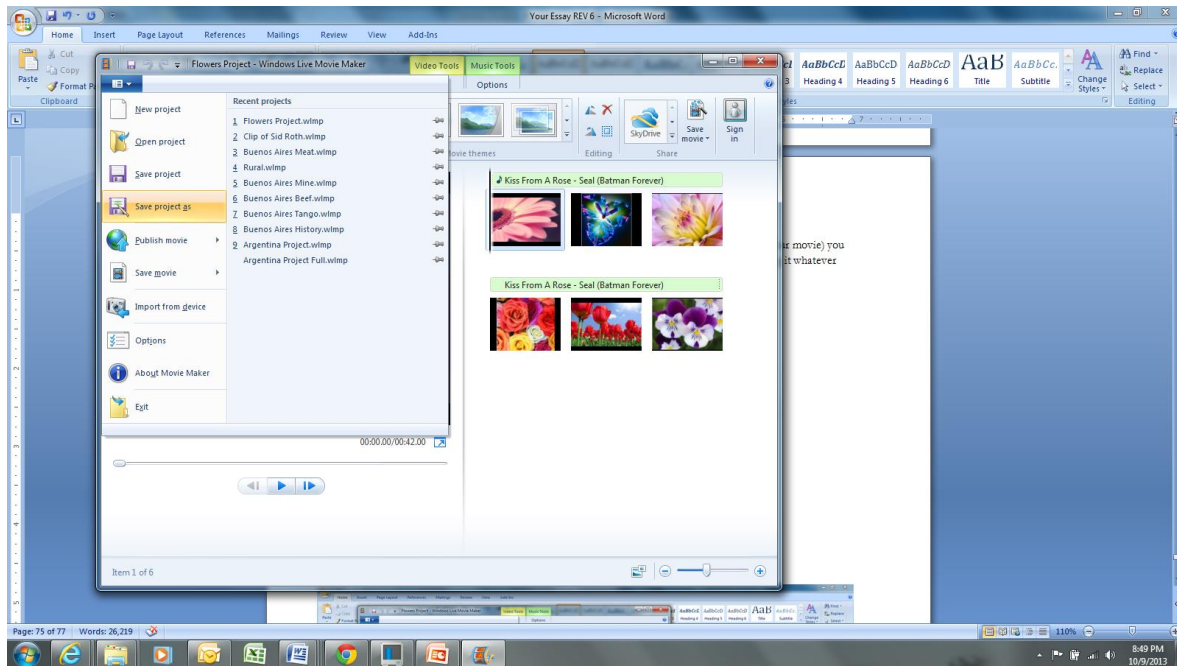 Your Essay REV 6 - Microsoft Word
Home Insert Page Layout References Mailings Review View Add-Ins
Cut
Copy
Format
Paste
Clipboard
AaBbCcD AaBbCcD AaBbCcD AaB AaBbCc.
3 Heading 4 Heading 5 Heading 6 Title Subtitle
Change Styles
Find
Replace
Select
Editing
Flowers Project - Windows Live Movie Maker
Video Tools Music Tools
Options
New project
Open project
Save project
Save project as
Publish movie
Save movie
Import from device
Options
About Movie Maker
Exit
Recent projects
1 Flowers Project.wlmp
2 Clip of Sid Roth.wlmp
3 Buenos Aires Meat.wlmp
4 Rural.wlmp
5 Buenos Aires Mine.wlmp
6 Buenos Aires Beef.wlmp
7 Buenos Aires Tango.wlmp
8 Buenos Aires History.wlmp
9 Argentina Project.wlmp
Argentina Project Full.wlmp
SkyDrive
Save movie
Sign in
ovie themes Editing Share
Kiss From A Rose - Seal (Batman Forever)
Kiss From A Rose - Seal (Batman Forever)
00:00.00/00:42.00
Item 1 of 6
ur movie) you
it whatever
7
Page: 75 of 77 Words: 26,219
110%
8:49 PM
10/9/2013